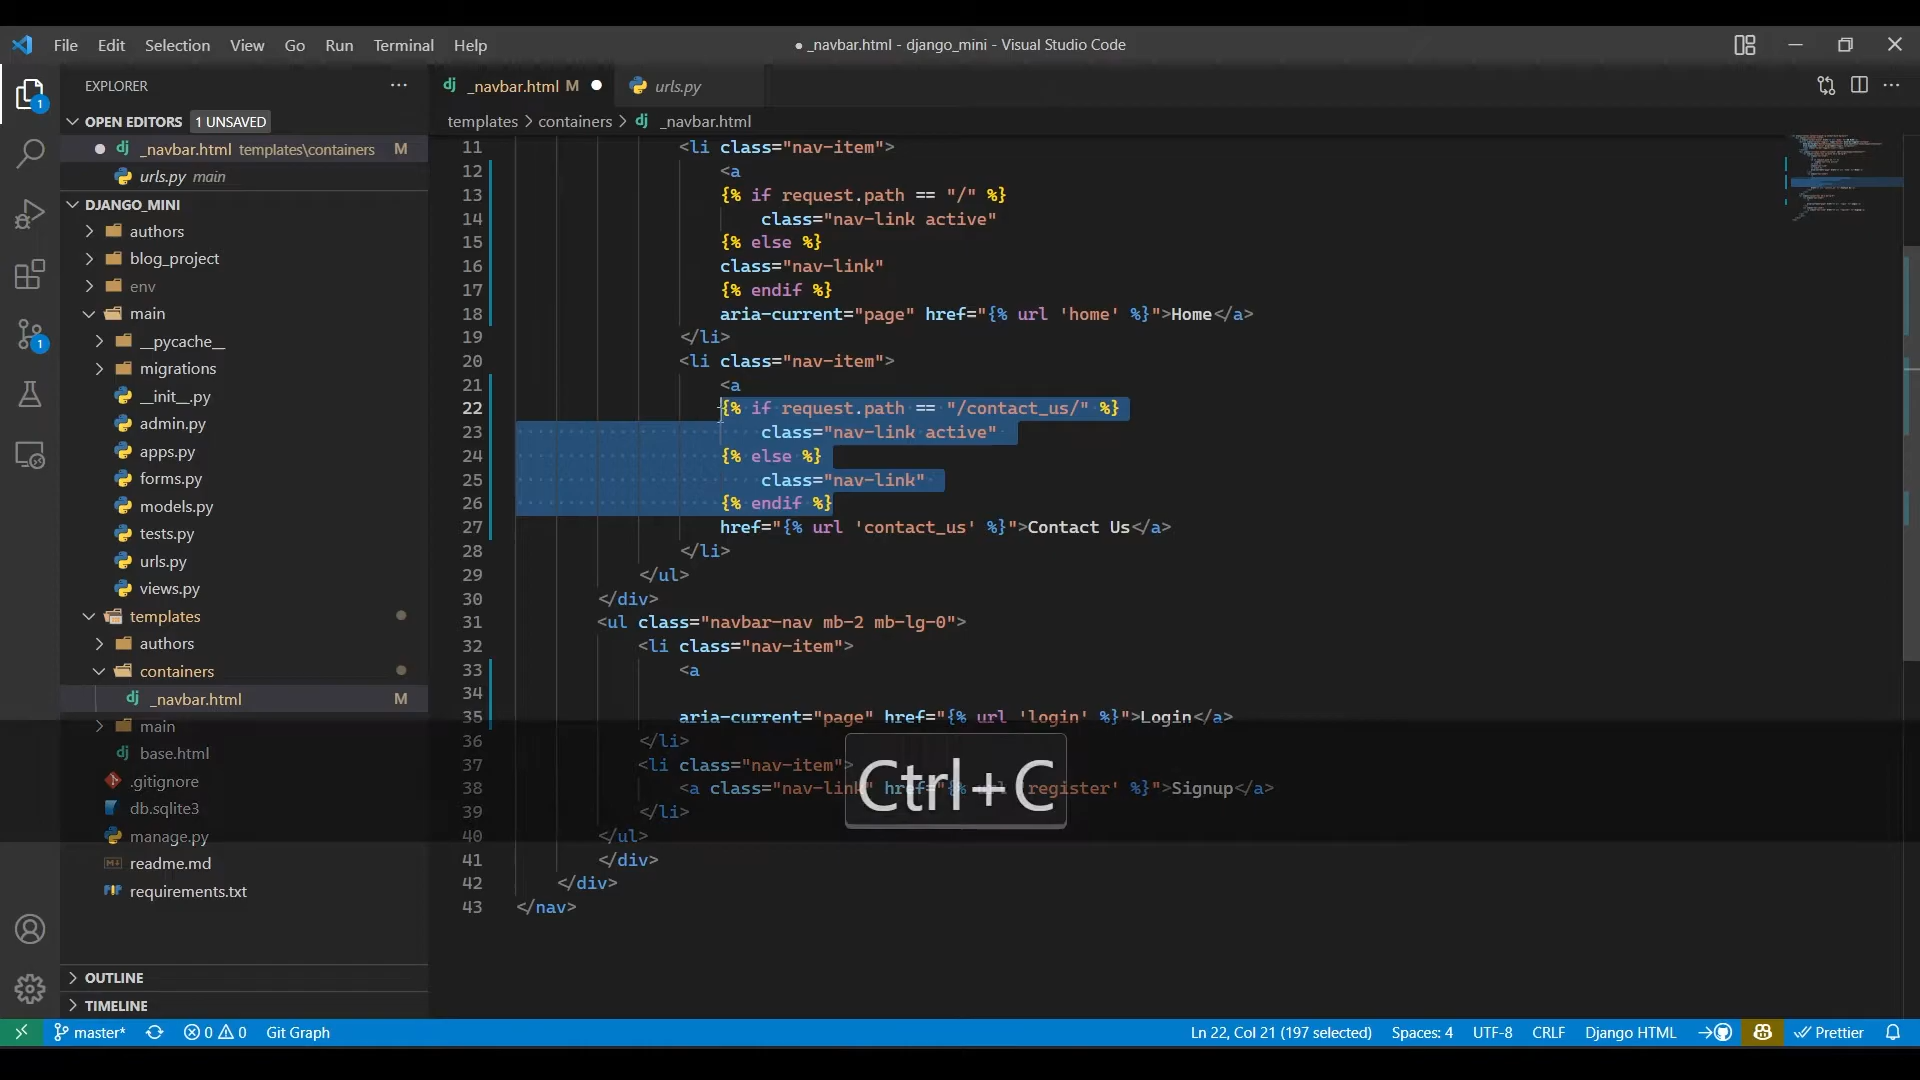 File Edit Selection View Go Run Terminal Help
● _navbar.html - django_mini - Visual Studio Code
EXPLORER
OPEN EDITORS 1 UNSAVED
_navbar.html templates\containers M
urls.py main
DJANGO_MINI
authors
blog_project
env
main
__pycache__
migrations
__init__.py
admin.py
apps.py
forms.py
models.py
tests.py
urls.py
views.py
templates
authors
containers
_navbar.html M
main
base.html
.gitignore
db.sqlite3
manage.py
readme.md
requirements.txt
OUTLINE
TIMELINE
1
1
_navbar.html M
urls.py
templates > containers > _navbar.html
11 <li class="nav-item">
12 <a
13 {% if request.path == "/" %}
14 class="nav-link active"
15 {% else %}
16 class="nav-link"
17 {% endif %}
18 aria-current="page" href="{% url 'home' %}">Home</a>
19 </li>
20 <li class="nav-item">
21 <a
22 {% if request.path == "/contact_us/" %}
23 class="nav-link active"
24 {% else %}
25 class="nav-link"
26 {% endif %}
27 href="{% url 'contact_us' %}">Contact Us</a>
28 </li>
29 </ul>
30 </div>
31 <ul class="navbar-nav mb-2 mb-lg-0">
32 <li class="nav-item">
33 <a
34
35 aria-current="page" href="{% url 'login' %}">Login</a>
36 </li>
37 <li class="nav-item">
38 <a class="nav-link" href="{% url 'register' %}">Signup</a>
39 </li>
40 </ul>
41 </div>
42 </div>
43 </nav>
Ctrl+C
master* 0 0 Git Graph
Ln 22, Col 21 (197 selected) Spaces: 4 UTF-8 CRLF Django HTML Prettier